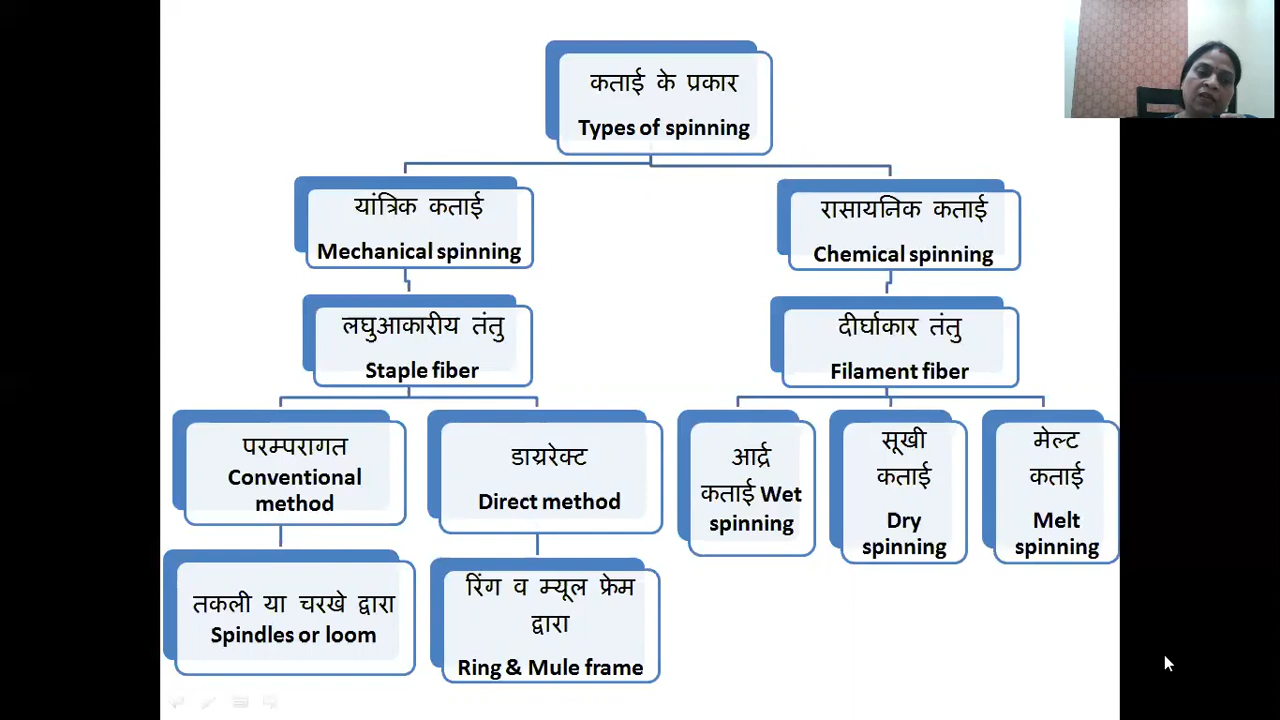 कताई के प्रकार
Types of spinning
यांत्रिक कताई
Mechanical spinning
रासायनिक कताई
Chemical spinning
लघुआकारीय तंतु
Staple fiber
दीर्घाकार तंतु
Filament fiber
परम्परागत
Conventional
method
डायरेक्ट
Direct method
आर्द्र
कताई Wet
spinning
सूखी
कताई
Dry
spinning
मेल्ट
कताई
Melt
spinning
तकली या चरखे द्वारा
Spindles or loom
रिंग व म्यूल फ्रेम
द्वारा
Ring & Mule frame